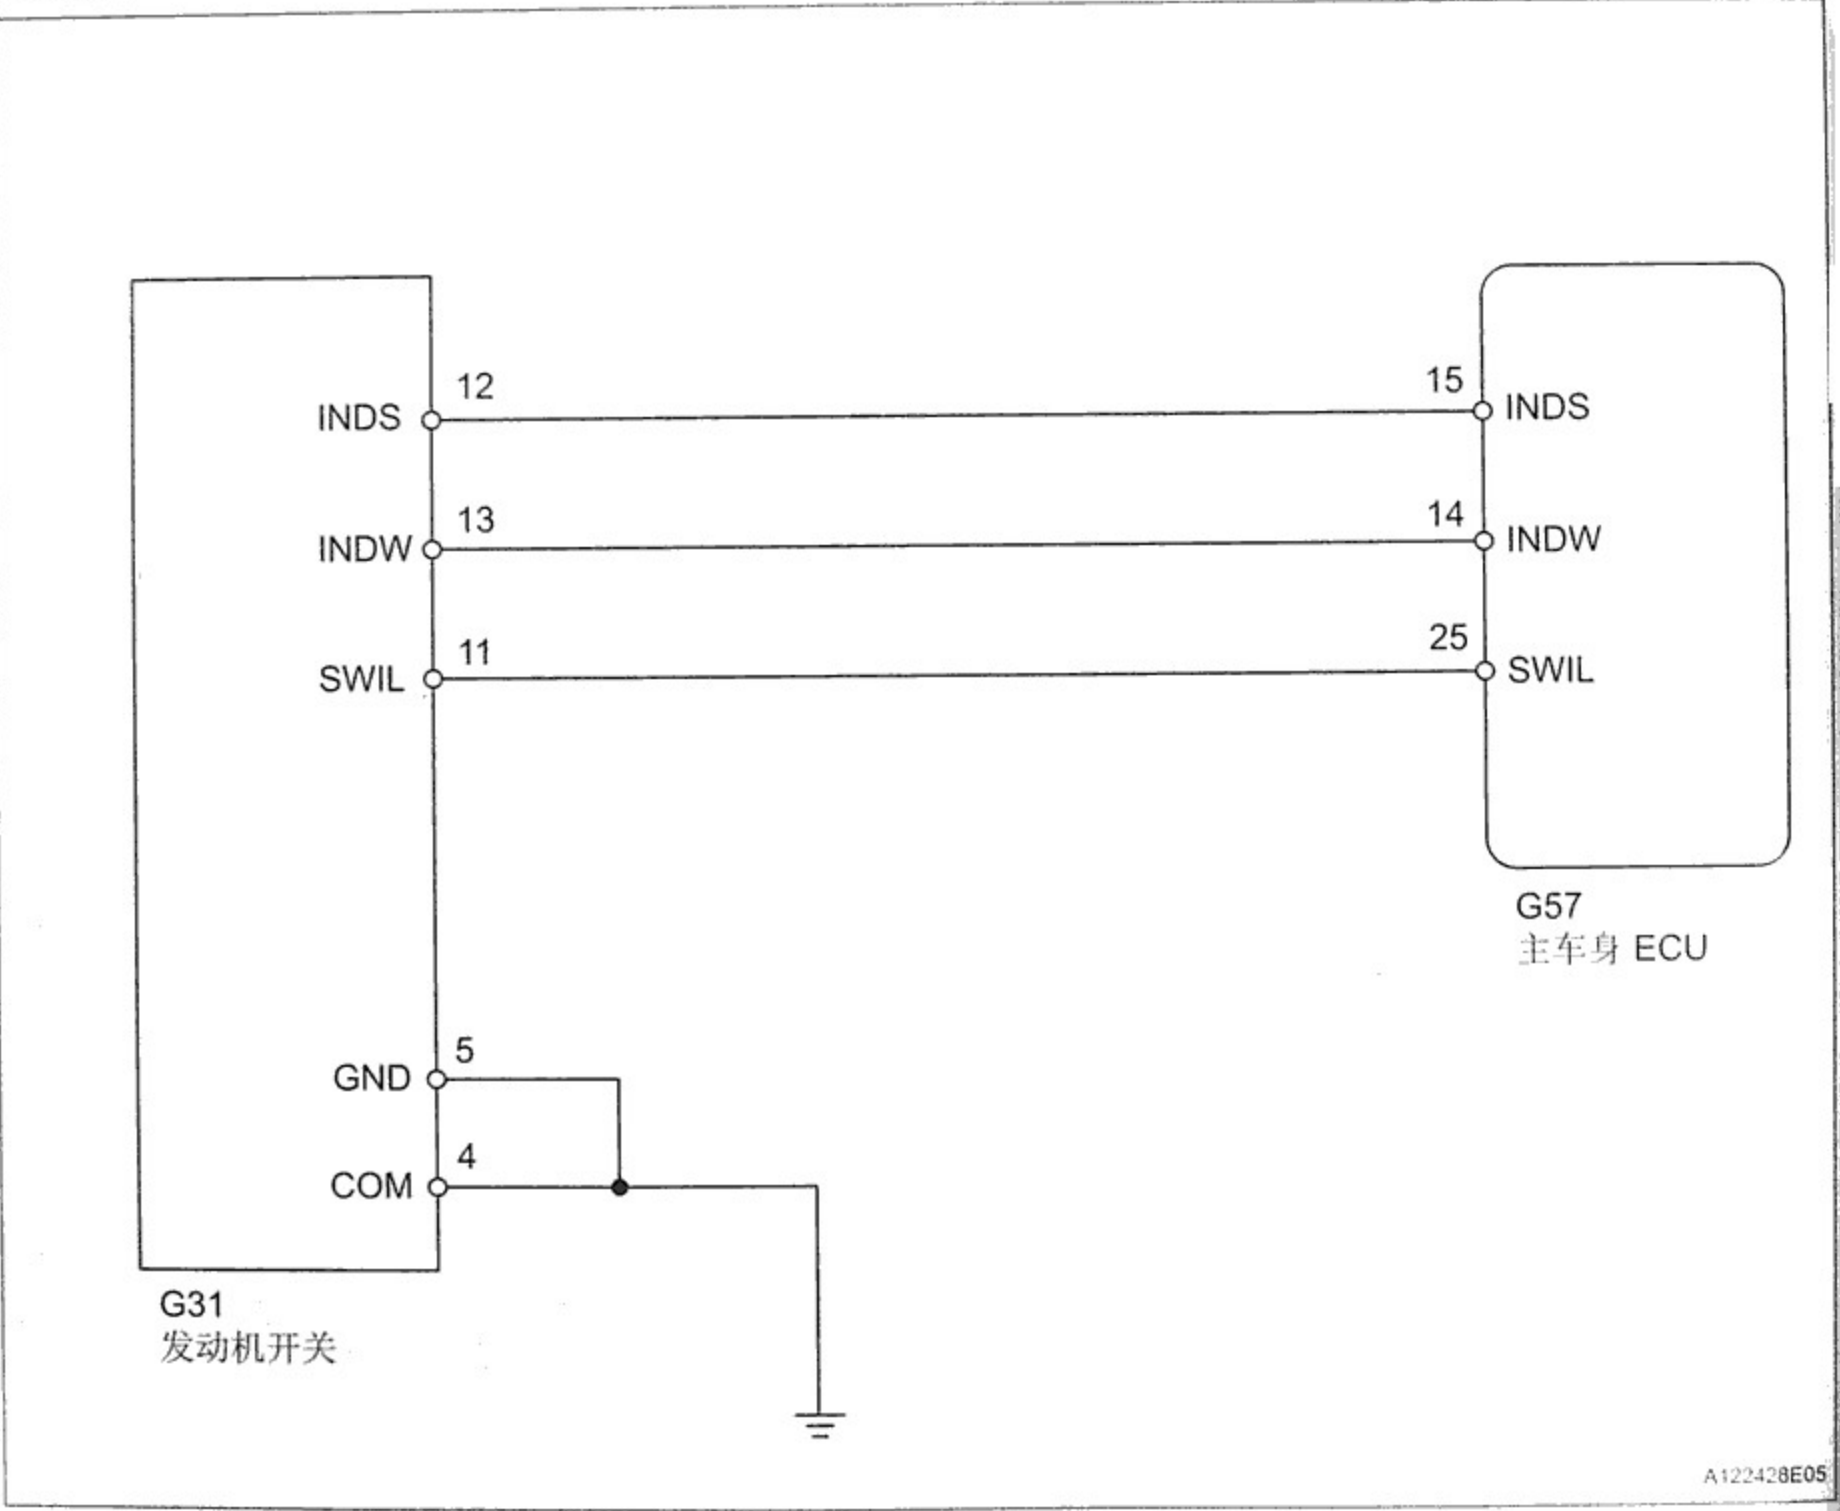 12
15
INDS
INDS
13
14
INDW
INDW
11
25
SWIL
SWIL
G57
主车身 ECU
5
GND
4
COM
G31
发动机开关
A122428E05